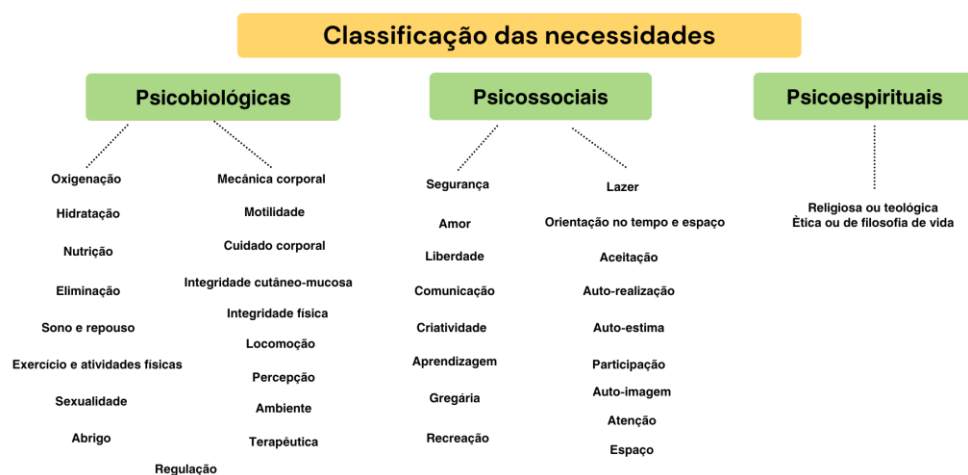 Classificação das necessidades
Psicobiológicas
Oxigenação
Hidratação
Nutrição
Eliminação
Sono e repouso
Exercício e atividades físicas
Sexualidade
Abrigo
Mecânica corporal
Motilidade
Cuidado corporal
Integridade cutâneo-mucosa
Integridade física
Locomoção
Percepção
Ambiente
Terapêutica
Regulação
Psicossociais
Segurança
Amor
Liberdade
Comunicação
Criatividade
Aprendizagem
Gregária
Recreação
Lazer
Orientação no tempo e espaço
Aceitação
Auto-realização
Auto-estima
Participação
Auto-imagem
Atenção
Espaço
Psicoespirituais
Religiosa ou teológica
Ètica ou de filosofia de vida